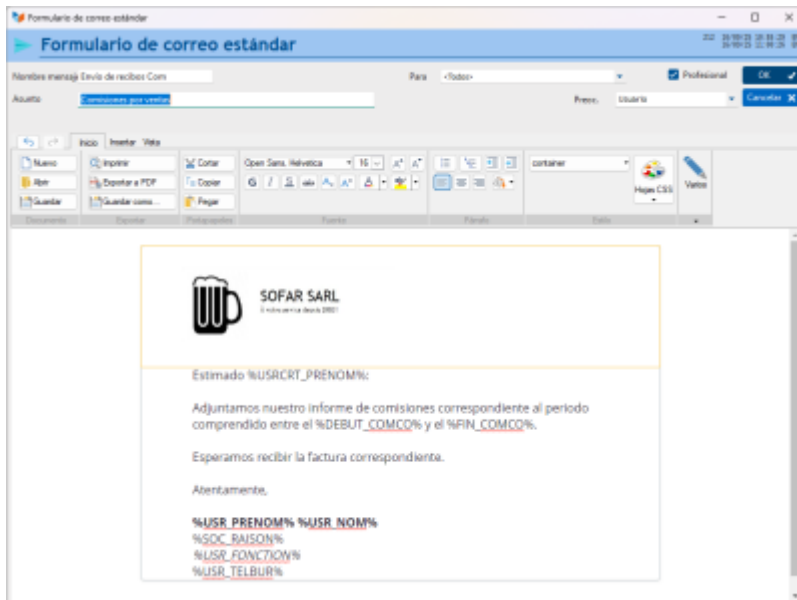 Formulario de correo estándar
Formulario de correo estándar
Nombre mensaj Envío de recibos Com
Para <Todos>
Profesional
OK
Asunto Comisiones por ventas
Usuario
Cancelar
Inicio Insertar Vista
Nuevo Imprimir Cortar Open Sans, Helvetica 16 container
Abrir Exportar a PDF Copiar Hojas CSS Varios
Guardar Guardar como... Pegar
Documento Exportar Portapapeles Fuente Párrafo Estilo
SOFAR SARL
Estimado %USRCRT_PRENOM%:
Adjuntamos nuestro informe de comisiones correspondiente al periodo
comprendido entre el %DEBUT_COMCO% y el %FIN_COMCO%.
Esperamos recibir la factura correspondiente.
Atentamente,
%USR_PRENOM% %USR_NOM%
%SOC_RAISON%
%USR_FONCTION%
%USR_TELBUR%